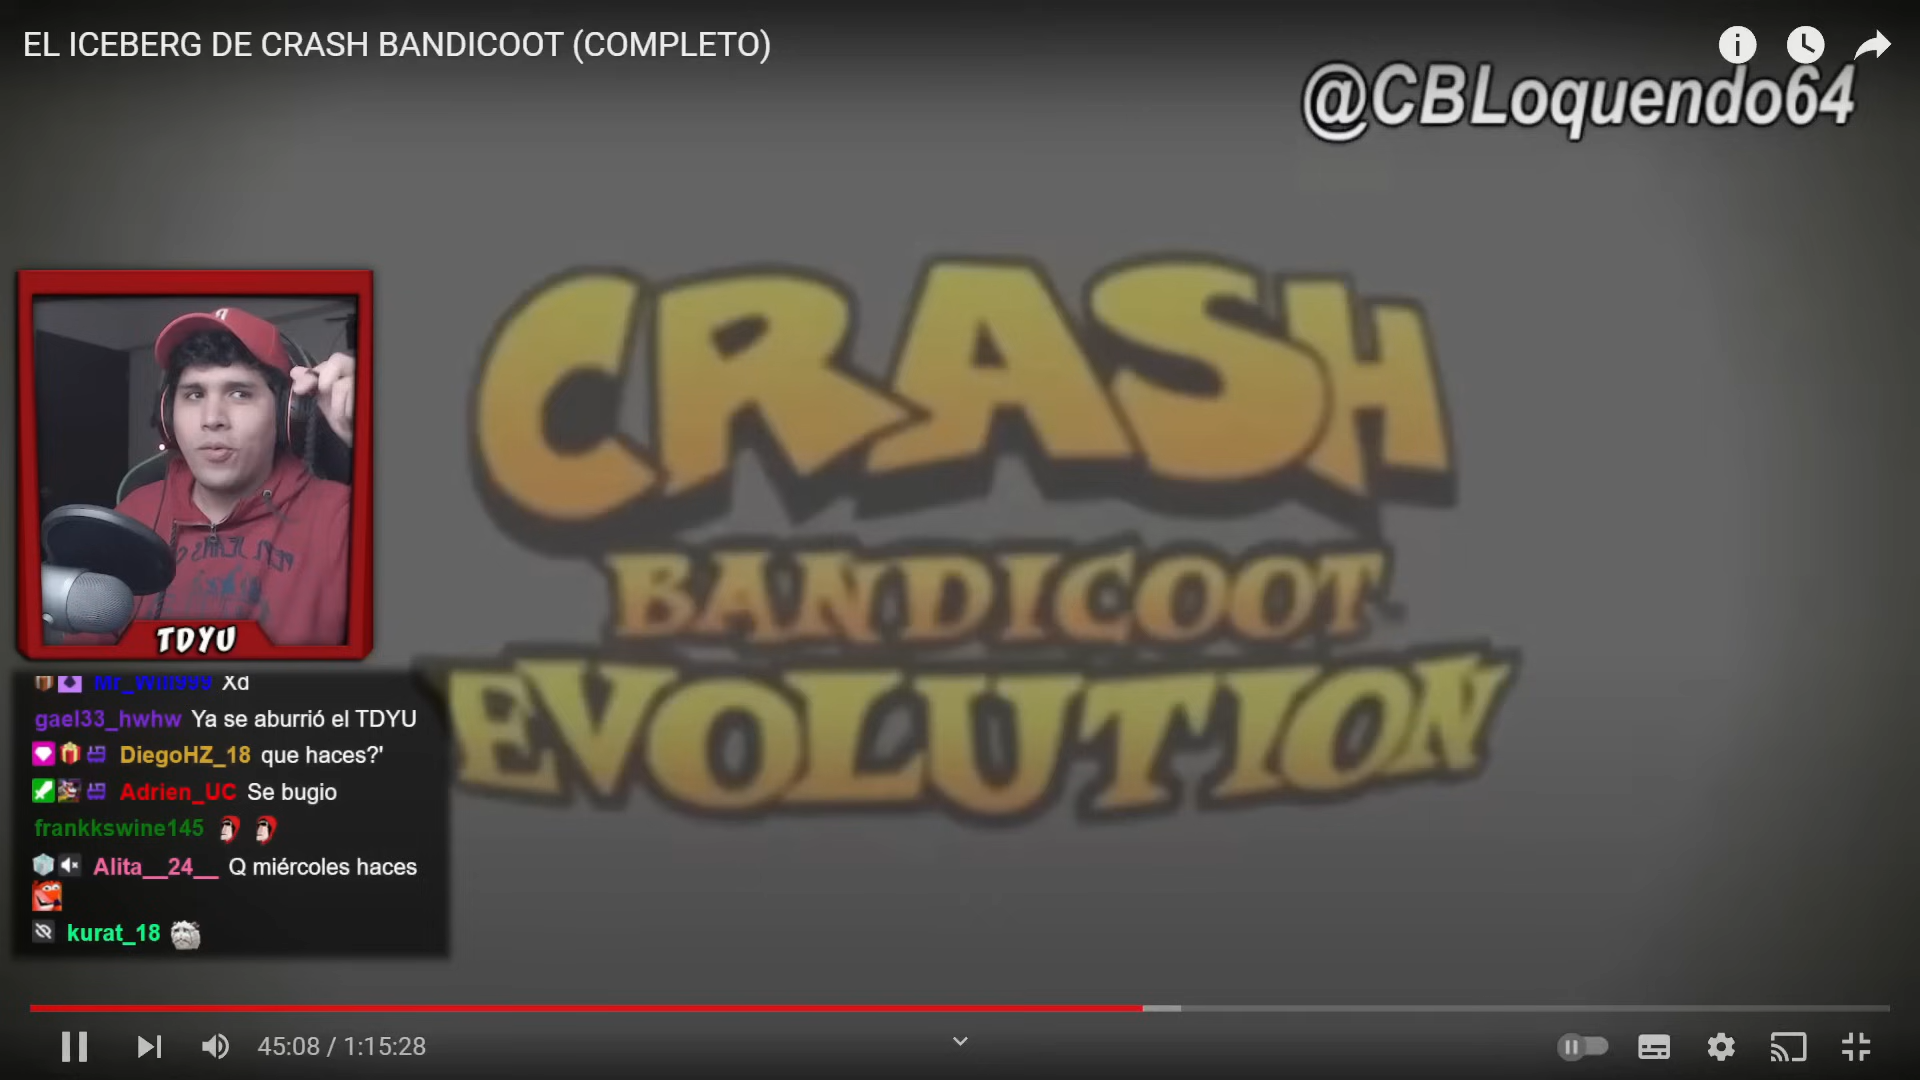 EL ICEBERG DE CRASH BANDICOOT (COMPLETO)
@CBLoquendo64
CRASH
BANDICOOT
EVOLUTION
TDYU
Mr_Will999 Xd
gael33_hwhw Ya se aburrió el TDYU
DiegoHZ_18 que haces?'
Adrien_UC Se bugio
frankkswine145
Alita__24__ Q miércoles haces
kurat_18
45:08 / 1:15:28